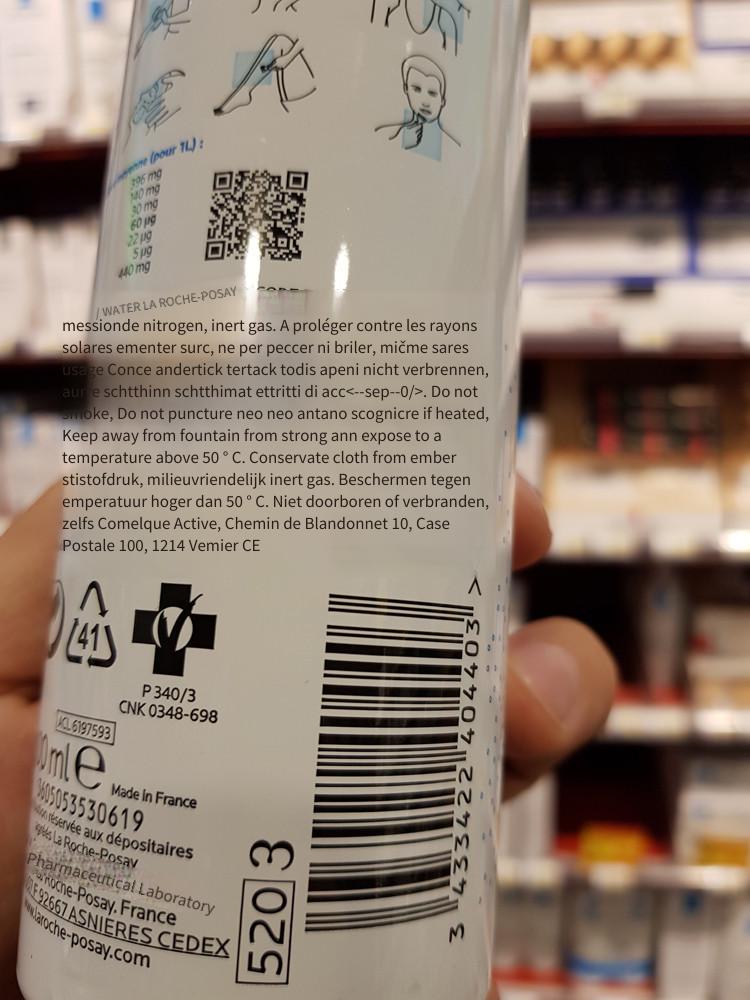 (pour 1L) :
396 mg
140 mg
30 mg
60 µg
22 µg
5 µg
440 mg
/ WATER LA ROCHE-POSAY
messionde nitrogen, inert gas. A proléger contre les rayons
solares ementer surc, ne per peccer ni briler, mičme sares
usage Conce andertick tertack todis apeni nicht verbrennen,
schtthinn schtthimat ettritti di acc<--sep--0/>. Do not
smoke, Do not puncture neo neo antano scognicre if heated,
Keep away from fountain from strong ann expose to a
temperature above 50 ° C. Conservate cloth from ember
stistofdruk, milieuvriendelijk inert gas. Beschermen tegen
emperatuur hoger dan 50 ° C. Niet doorboren of verbranden,
zelfs Comelque Active, Chemin de Blandonnet 10, Case
Postale 100, 1214 Vemier CE
41
P 340/3
CNK 0348-698
ACL 6197593
0ml e
Made in France
3605053530619
réservée aux dépositaires
agréés La Roche-Posay
Pharmaceutical Laboratory
La Roche-Posay, France
F 92667 ASNIERES CEDEX
www.laroche-posay.com
520 3
3 433422 404403 >